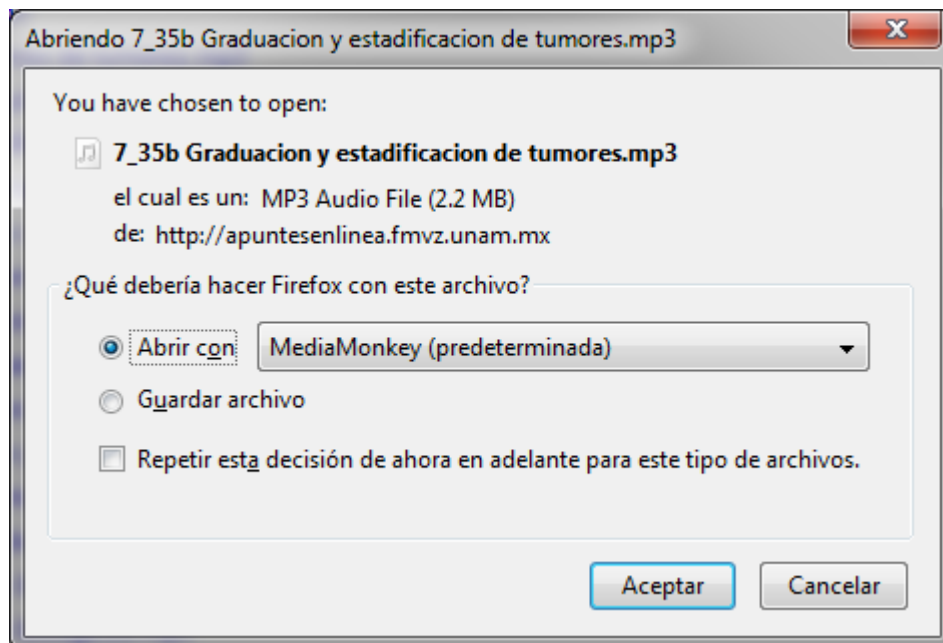 Abriendo 7_35b Graduacion y estadificacion de tumores.mp3
You have chosen to open:
7_35b Graduacion y estadificacion de tumores.mp3
el cual es un: MP3 Audio File (2.2 MB)
de: http://apuntesenlinea.fmvz.unam.mx
¿Qué debería hacer Firefox con este archivo?
Abrir con MediaMonkey (predeterminada)
Guardar archivo
Repetir esta decisión de ahora en adelante para este tipo de archivos.
Aceptar Cancelar